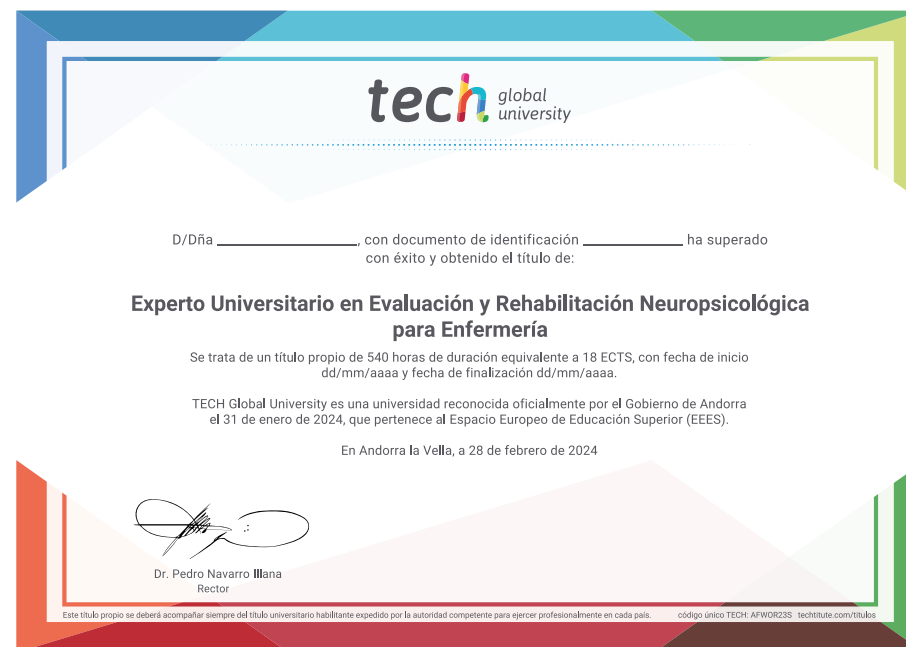 tech global university
D/Dña ____________________, con documento de identificación ______________ ha superado
con éxito y obtenido el título de:
Experto Universitario en Evaluación y Rehabilitación Neuropsicológica
para Enfermería
Se trata de un título propio de 540 horas de duración equivalente a 18 ECTS, con fecha de inicio
dd/mm/aaaa y fecha de finalización dd/mm/aaaa.
TECH Global University es una universidad reconocida oficialmente por el Gobierno de Andorra
el 31 de enero de 2024, que pertenece al Espacio Europeo de Educación Superior (EEES).
En Andorra la Vella, a 28 de febrero de 2024
Dr. Pedro Navarro Illana
Rector
Este título propio se deberá acompañar siempre del título universitario habilitante expedido por la autoridad competente para ejercer profesionalmente en cada país. código único TECH: AFWOR23S techtitute.com/titulos